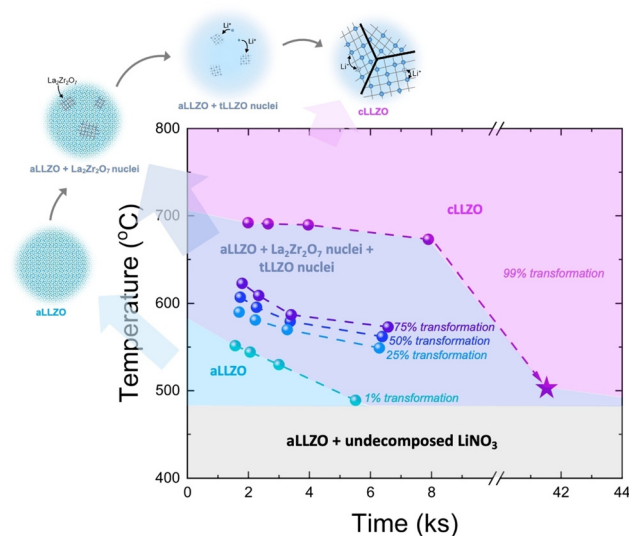 Li⁺
Li⁺
La₂Zr₂O₇
aLLZO + tLLZO nuclei
Li⁺
Li⁺
cLLZO
aLLZO + La₂Zr₂O₇ nuclei
aLLZO
800
700
600
500
400
Temperature (°C)
cLLZO
aLLZO + La₂Zr₂O₇ nuclei +
tLLZO nuclei
99% transformation
75% transformation
50% transformation
25% transformation
aLLZO
1% transformation
aLLZO + undecomposed LiNO₃
0 2 4 6 8 42 44
Time (ks)